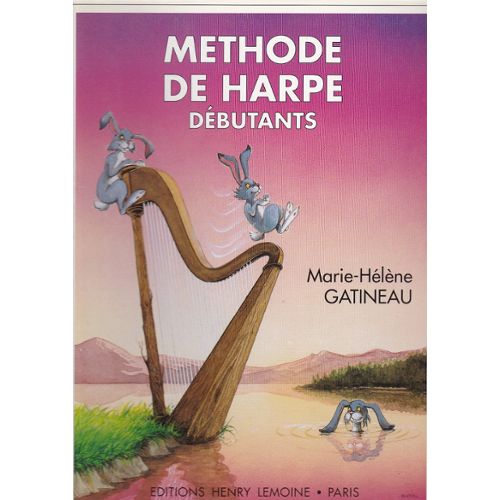 METHODE
DE HARPE
DÉBUTANTS
Marie-Hélène
GATINEAU
EDITIONS HENRY LEMOINE • PARIS